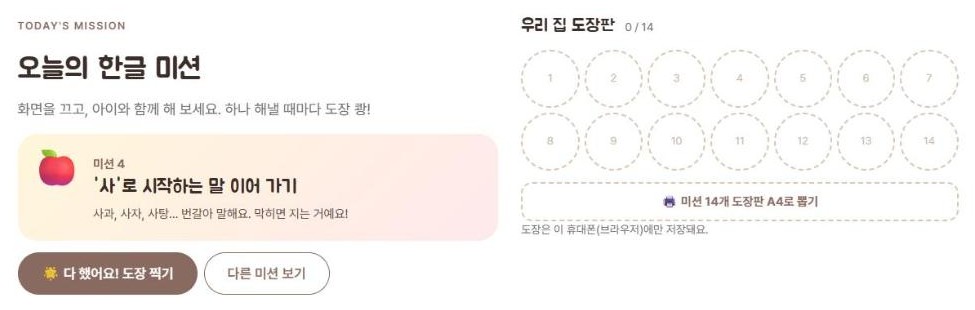 TODAY'S MISSION
오늘의 한글 미션
화면을 끄고, 아이와 함께 해 보세요. 하나 해낼 때마다 도장 쾅!
미션 4
'사'로 시작하는 말 이어 가기
사과, 사자, 사탕... 번갈아 말해요. 막히면 지는 거예요!
다 했어요! 도장 찍기
다른 미션 보기
우리 집 도장판 0 / 14
1 2 3 4 5 6 7
8 9 10 11 12 13 14
미션 14개 도장판 A4로 뽑기
도장은 이 휴대폰(브라우저)에만 저장돼요.